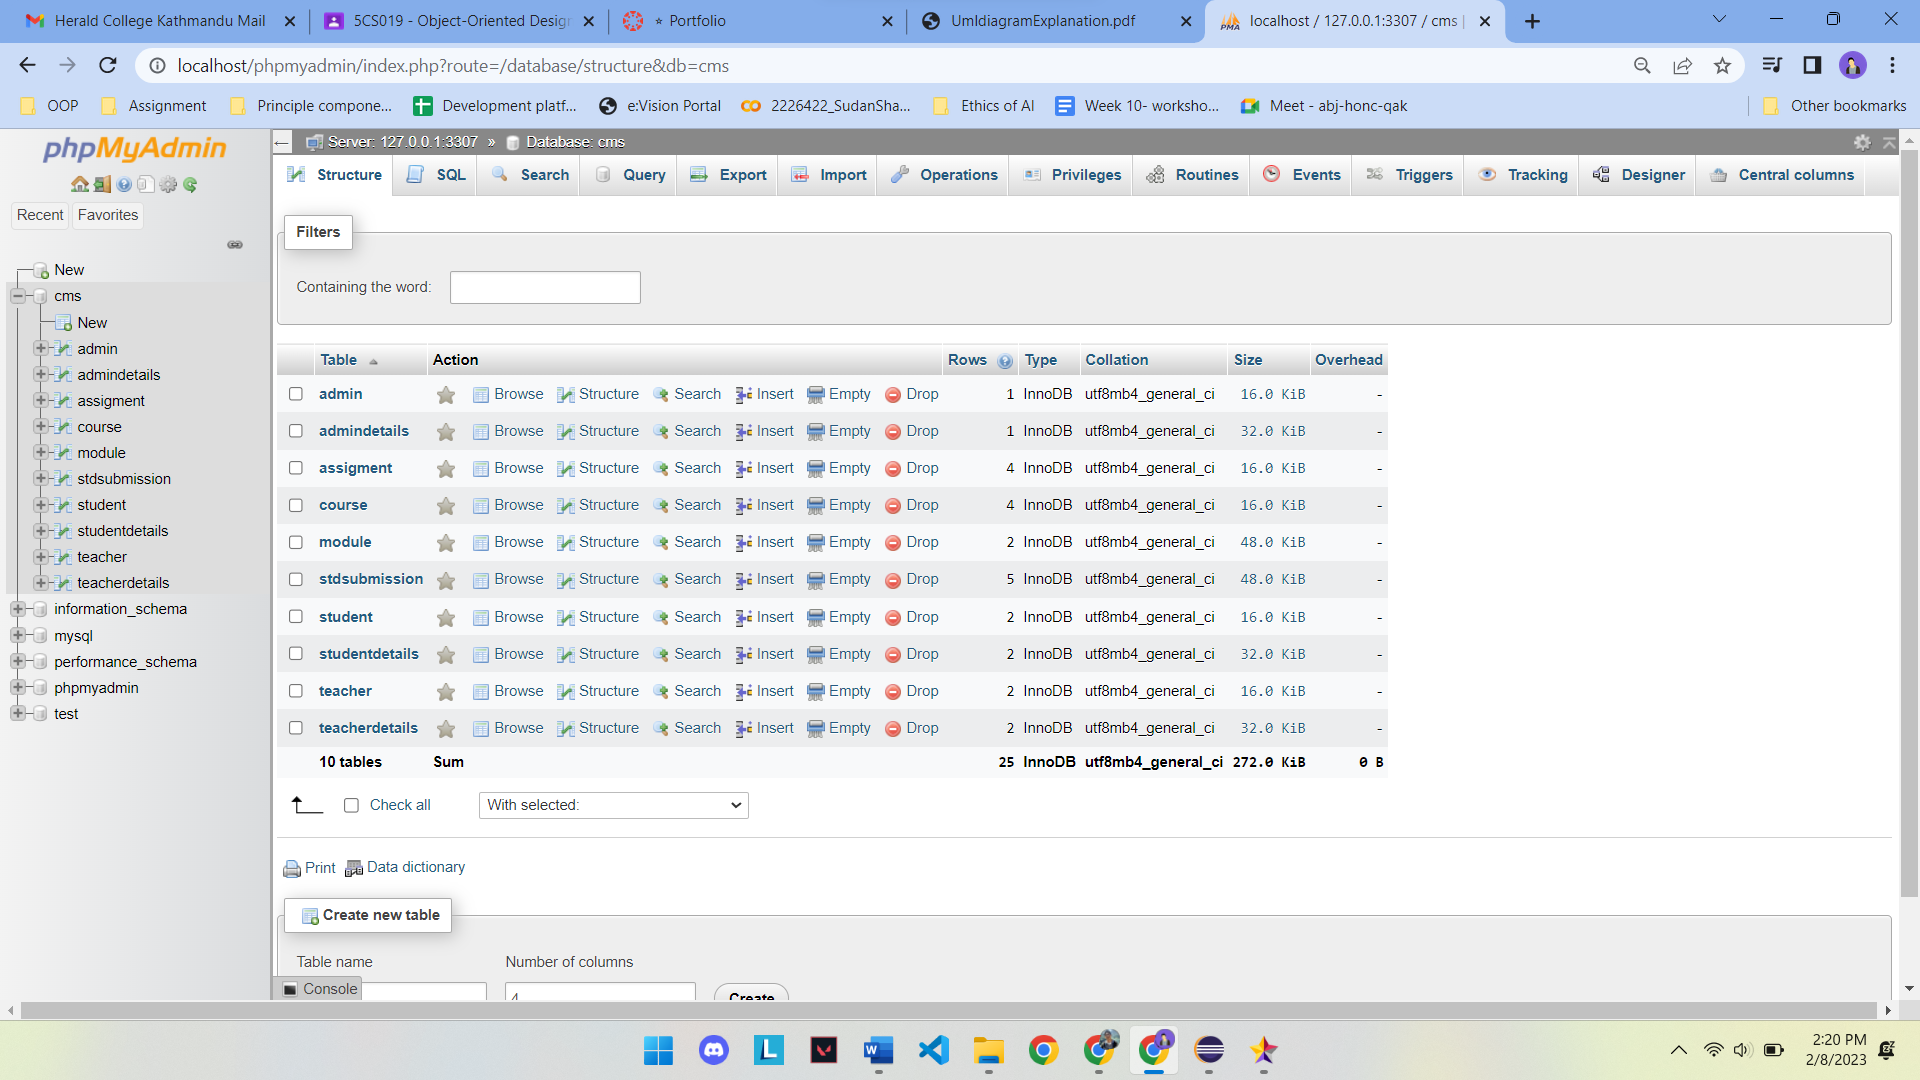 Herald College Kathmandu Mail
5CS019 - Object-Oriented Desig
* Portfolio
UmldiagramExplanation.pdf
localhost / 127.0.0.1:3307 / cms |
localhost/phpmyadmin/index.php?route=/database/structure&db=cms
OOP
Assignment
Principle compone...
Development platf...
e:Vision Portal
2226422_SudanSha...
Ethics of AI
Week 10- worksho...
Meet - abj-honc-qak
Other bookmarks
phpMyAdmin
Recent
Favorites
New
cms
New
admin
admindetails
assigment
course
module
stdsubmission
student
studentdetails
teacher
teacherdetails
information_schema
mysql
performance_schema
phpmyadmin
test
Server: 127.0.0.1:3307 » Database: cms
Structure SQL Search Query Export Import Operations Privileges Routines Events Triggers Tracking Designer Central columns
Filters
Containing the word:
Table Action Rows Type Collation Size Overhead
admin Browse Structure Search Insert Empty Drop 1 InnoDB utf8mb4_general_ci 16.0 KiB -
admindetails Browse Structure Search Insert Empty Drop 1 InnoDB utf8mb4_general_ci 32.0 KiB -
assigment Browse Structure Search Insert Empty Drop 4 InnoDB utf8mb4_general_ci 16.0 KiB -
course Browse Structure Search Insert Empty Drop 4 InnoDB utf8mb4_general_ci 16.0 KiB -
module Browse Structure Search Insert Empty Drop 2 InnoDB utf8mb4_general_ci 48.0 KiB -
stdsubmission Browse Structure Search Insert Empty Drop 5 InnoDB utf8mb4_general_ci 48.0 KiB -
student Browse Structure Search Insert Empty Drop 2 InnoDB utf8mb4_general_ci 16.0 KiB -
studentdetails Browse Structure Search Insert Empty Drop 2 InnoDB utf8mb4_general_ci 32.0 KiB -
teacher Browse Structure Search Insert Empty Drop 2 InnoDB utf8mb4_general_ci 16.0 KiB -
teacherdetails Browse Structure Search Insert Empty Drop 2 InnoDB utf8mb4_general_ci 32.0 KiB -
10 tables Sum 25 InnoDB utf8mb4_general_ci 272.0 KiB 0 B
Check all
With selected:
Print Data dictionary
Create new table
Table name Number of columns
Console
4
Create
2:20 PM
2/8/2023